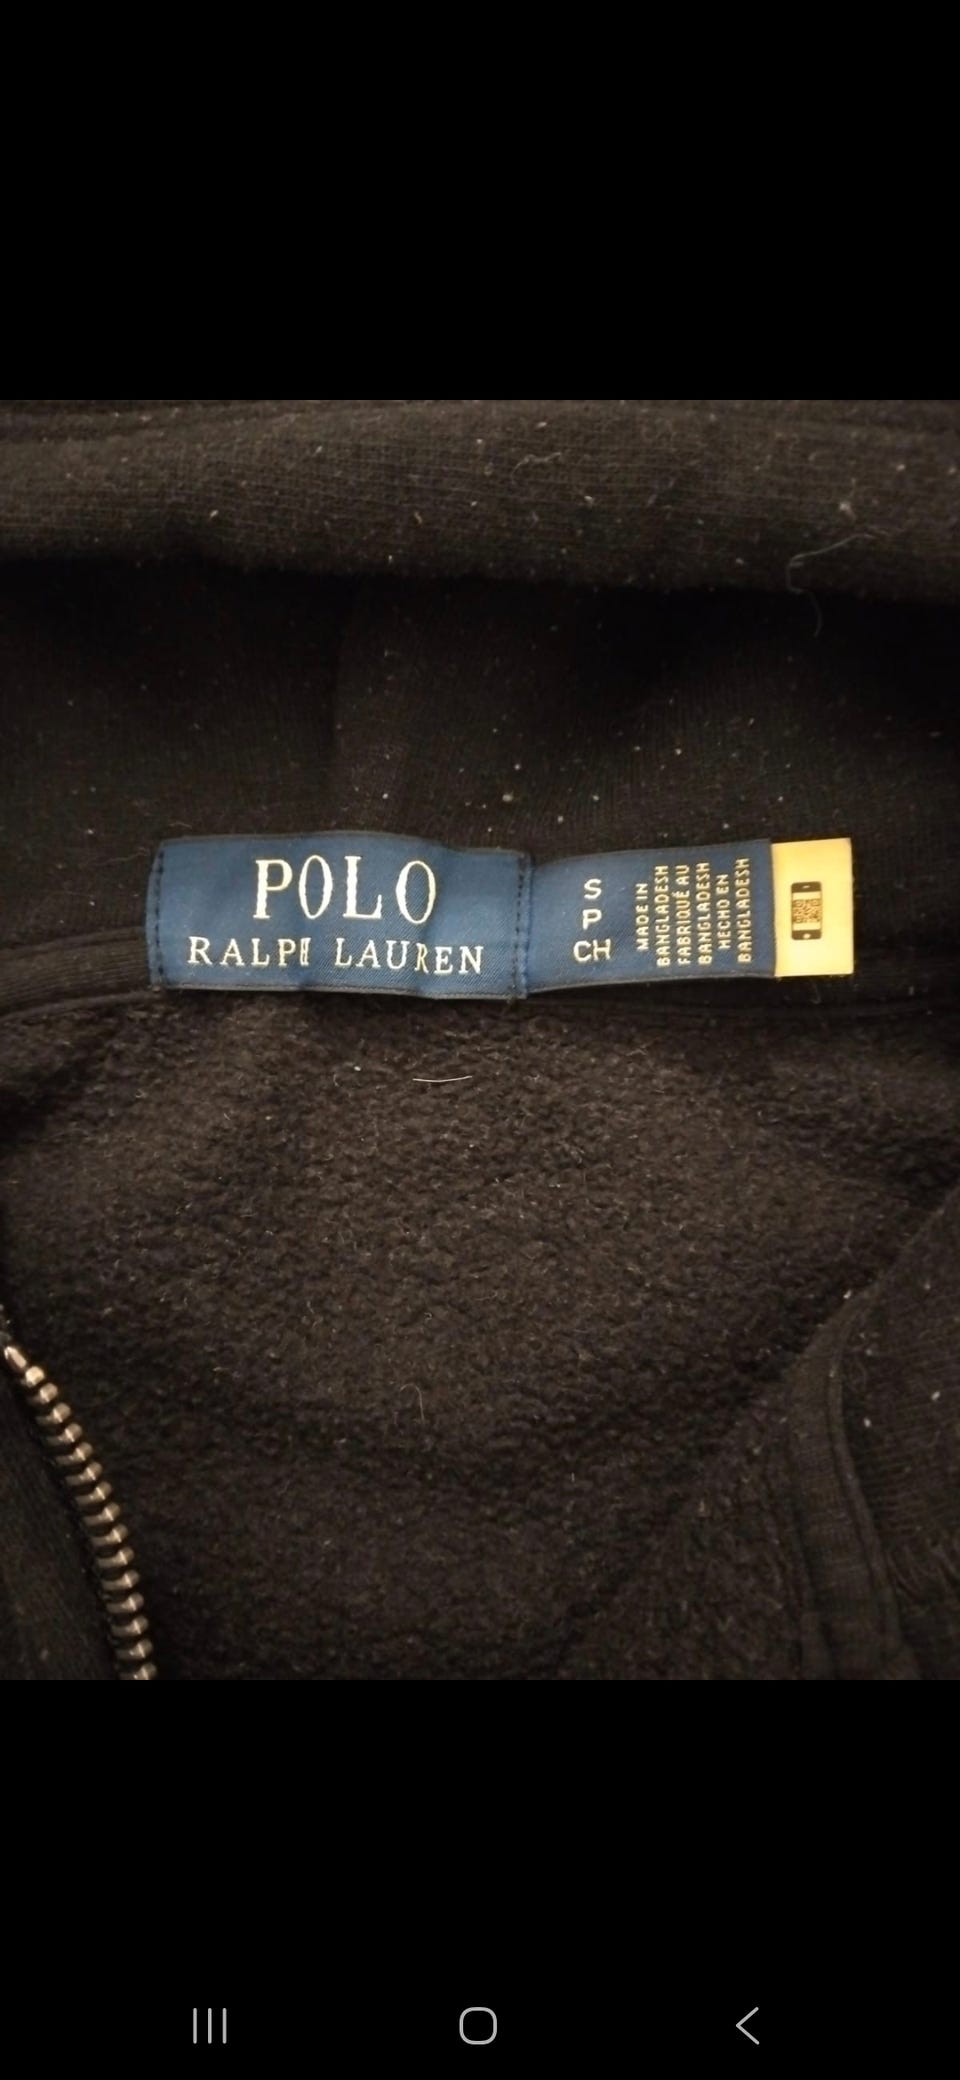 POLO
RALPH LAUREN
S
P
CH
MADE IN
BANGLADESH
FABRIQUÉ AU
BANGLADESH
HECHO EN
BANGLADESH